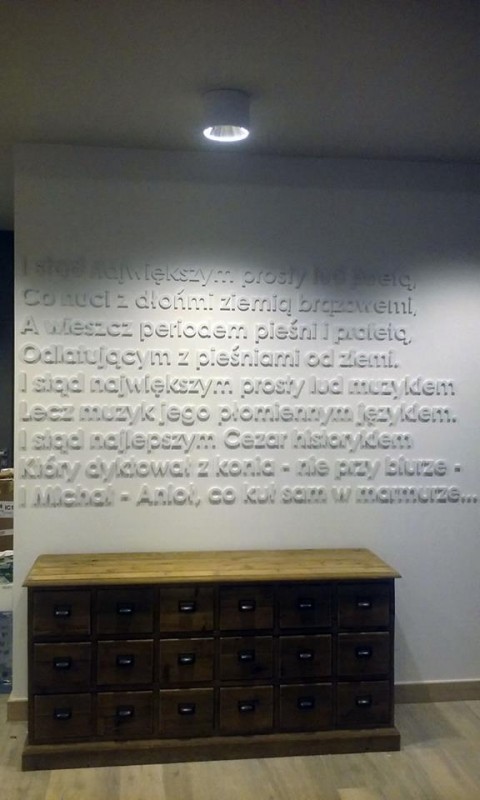 I stąd największym prosty lud poetą,
Co nuci z dłońmi ziemią brązowemi,
A wieszcz periodem pieśni i profetą,
Odlatującym z pieśniami od ziemi.
I stąd największym prosty lud muzykiem
Lecz muzyk jego płomiennym językiem.
I stąd najlepszym Cezar historykiem
Który dyktował z konia - nie przy biurze -
I Michał - Anioł, co kuł sam w marmurze...